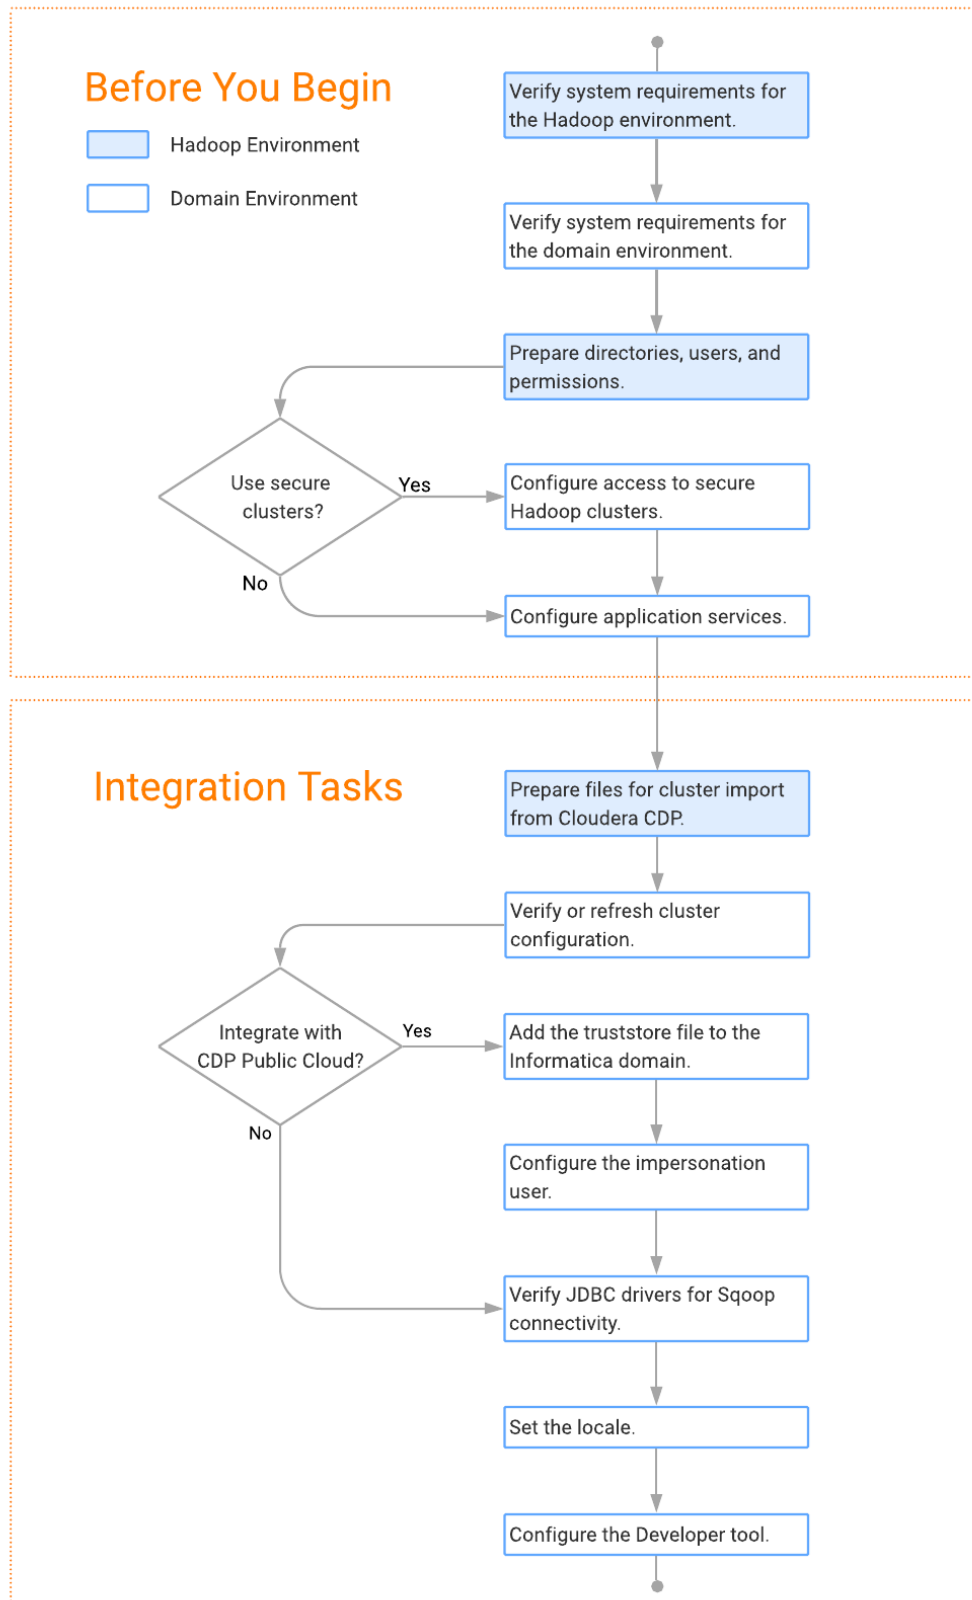 Before You Begin
Hadoop Environment
Domain Environment
Verify system requirements for
the Hadoop environment.
Verify system requirements for
the domain environment.
Prepare directories, users, and
permissions.
Use secure
clusters?
Yes
Configure access to secure
Hadoop clusters.
No
Configure application services.
Integration Tasks
Prepare files for cluster import
from Cloudera CDP.
Verify or refresh cluster
configuration.
Integrate with
CDP Public Cloud?
Yes
Add the truststore file to the
Informatica domain.
No
Configure the impersonation
user.
Verify JDBC drivers for Sqoop
connectivity.
Set the locale.
Configure the Developer tool.